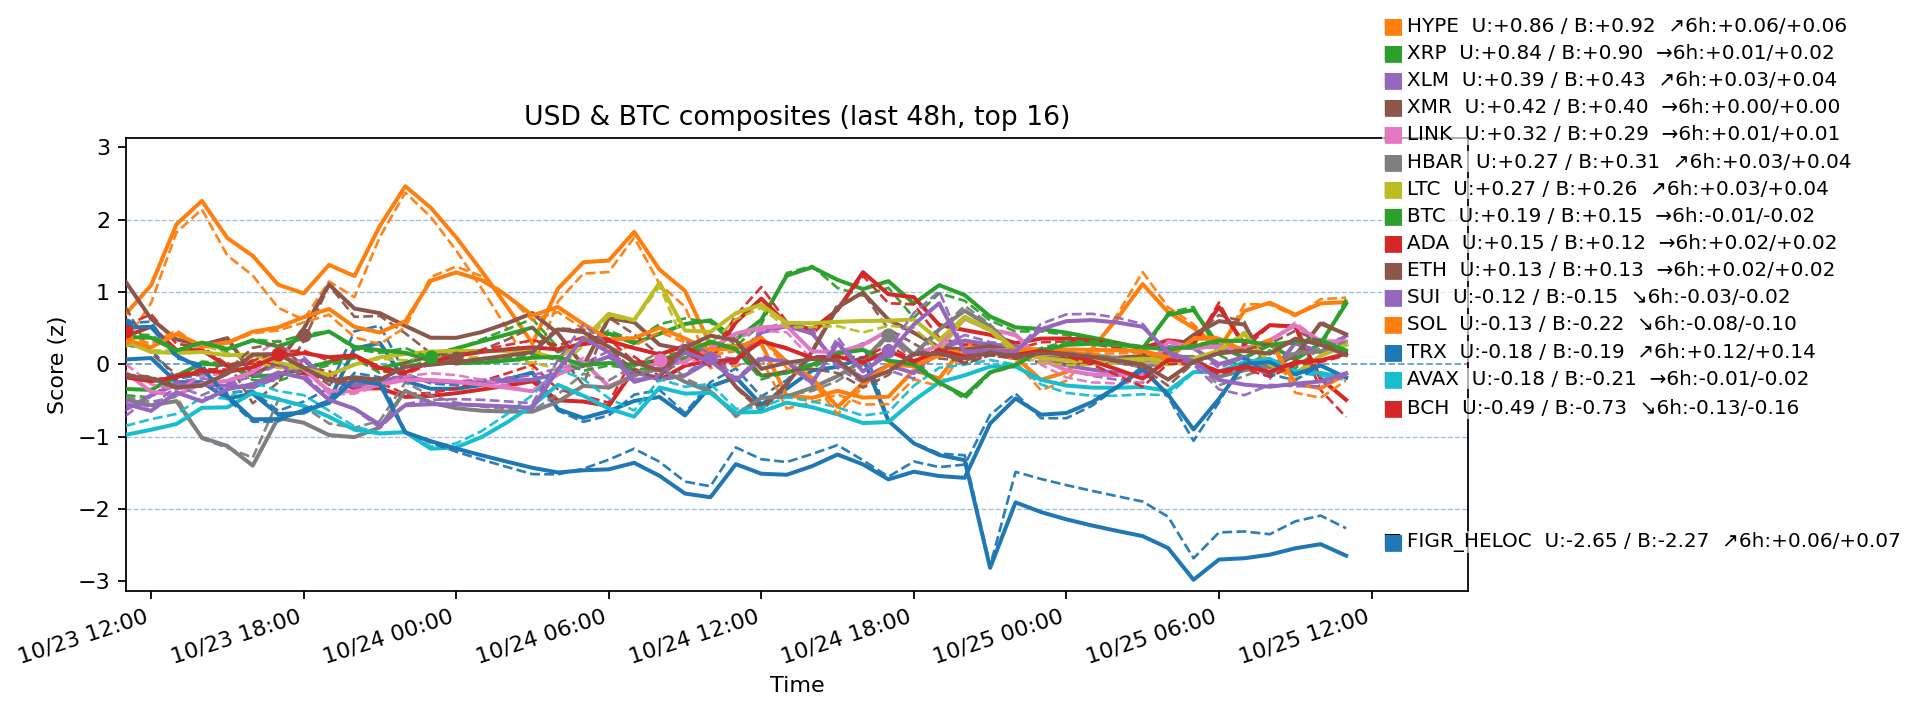 HYPE  U:+0.86 / B:+0.92  ↗6h:+0.06/+0.06
XRP  U:+0.84 / B:+0.90  →6h:+0.01/+0.02
XLM  U:+0.39 / B:+0.43  ↗6h:+0.03/+0.04
XMR  U:+0.42 / B:+0.40  →6h:+0.00/+0.00
LINK  U:+0.32 / B:+0.29  →6h:+0.01/+0.01
HBAR  U:+0.27 / B:+0.31  ↗6h:+0.03/+0.04
LTC  U:+0.27 / B:+0.26  ↗6h:+0.03/+0.04
BTC  U:+0.19 / B:+0.15  →6h:-0.01/-0.02
ADA  U:+0.15 / B:+0.12  →6h:+0.02/+0.02
ETH  U:+0.13 / B:+0.13  →6h:+0.02/+0.02
SUI  U:-0.12 / B:-0.15  ↘6h:-0.03/-0.02
SOL  U:-0.13 / B:-0.22  ↘6h:-0.08/-0.10
TRX  U:-0.18 / B:-0.19  ↗6h:+0.12/+0.14
AVAX  U:-0.18 / B:-0.21  →6h:-0.01/-0.02
BCH  U:-0.49 / B:-0.73  ↘6h:-0.13/-0.16
FIGR_HELOC  U:-2.65 / B:-2.27  ↗6h:+0.06/+0.07
USD & BTC composites (last 48h, top 16)
Score (z)
3
2
1
0
−1
−2
−3
10/23 12:00
10/23 18:00
10/24 00:00
10/24 06:00
10/24 12:00
10/24 18:00
10/25 00:00
10/25 06:00
10/25 12:00
Time